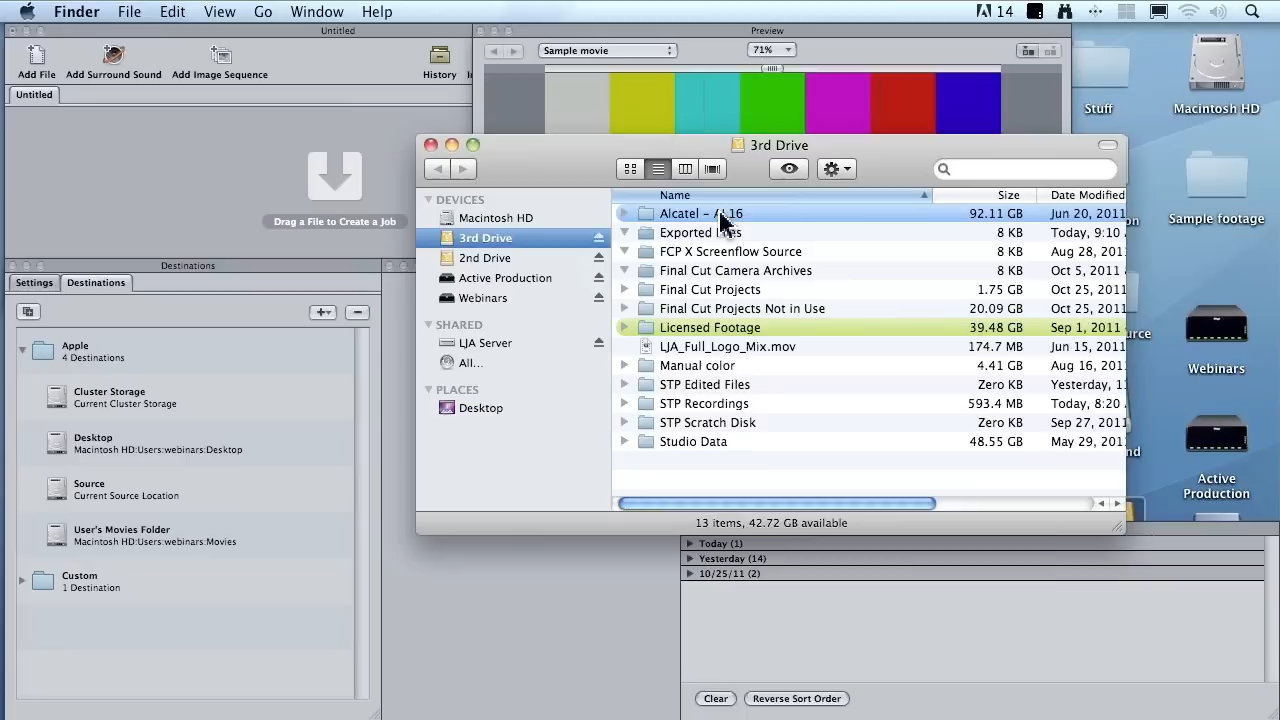 Finder File Edit View Go Window Help 14
Untitled
Preview
Add File Add Surround Sound Add Image Sequence History
Sample movie 71%
Untitled
Stuff
Macintosh HD
3rd Drive
Drag a File to Create a Job
DEVICES
Macintosh HD
3rd Drive
2nd Drive
Active Production
Webinars
SHARED
LJA Server
All...
PLACES
Desktop
Name Size Date Modified
Alcatel - 16 92.11 GB Jun 20, 2011
Exported 8 KB Today, 9:10
FCP X Screenflow Source 8 KB Aug 28, 2011
Final Cut Camera Archives 8 KB Oct 5, 2011
Final Cut Projects 1.75 GB Oct 25, 2011
Final Cut Projects Not in Use 20.09 GB Oct 25, 2011
Licensed Footage 39.48 GB Sep 1, 2011
LJA_Full_Logo_Mix.mov 174.7 MB Jun 15, 2011
Manual color 4.41 GB Aug 16, 2011
STP Edited Files Zero KB Yesterday, 1
STP Recordings 593.4 MB Today, 8:20
STP Scratch Disk Zero KB Sep 27, 2011
Studio Data 48.55 GB May 29, 2011
13 items, 42.72 GB available
Sample footage
Webinars
Active
Production
Destinations
Settings Destinations
Apple
4 Destinations
Cluster Storage
Current Cluster Storage
Desktop
Macintosh HD:Users:webinars:Desktop
Source
Current Source Location
User's Movies Folder
Macintosh HD:Users:webinars:Movies
Custom
1 Destination
Today (1)
Yesterday (14)
10/25/11 (2)
Clear Reverse Sort Order